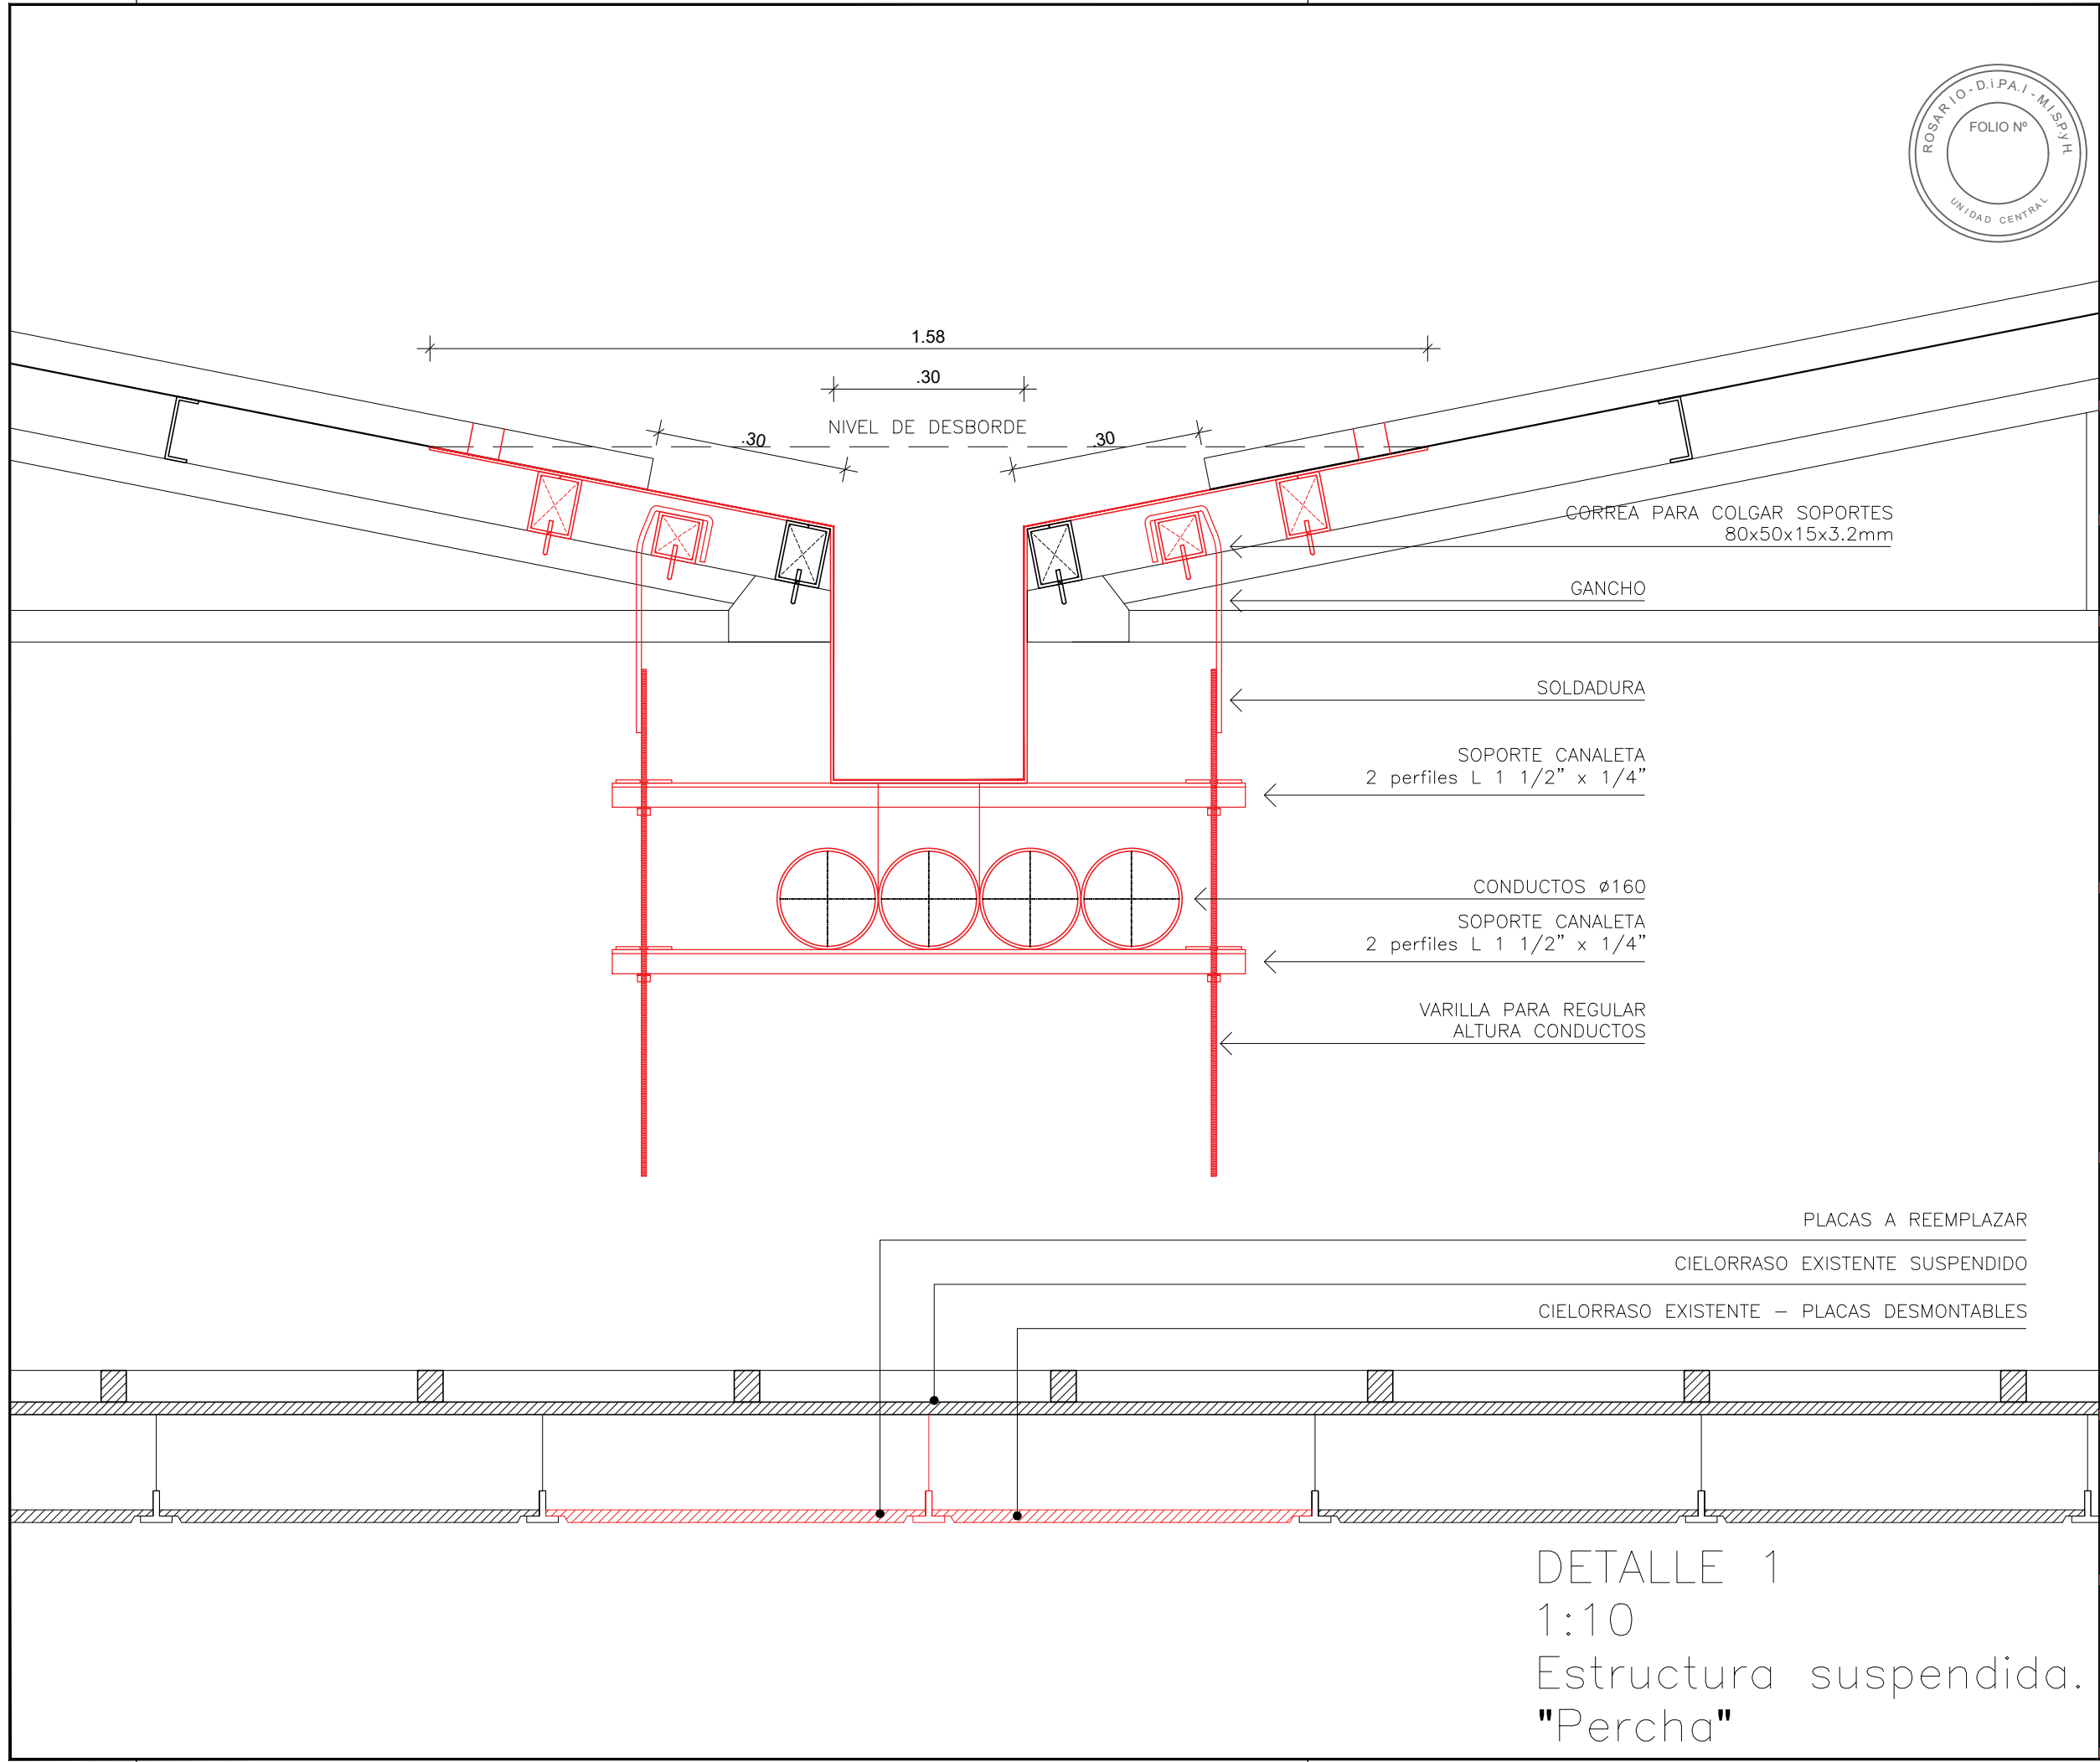 ROSARIO - D.i.PA.I - M.I.S.P.y H.
FOLIO Nº
UNIDAD CENTRAL
1.58
.30
NIVEL DE DESBORDE
.30
.30
CORREA PARA COLGAR SOPORTES
80x50x15x3.2mm
GANCHO
SOLDADURA
SOPORTE CANALETA
2 perfiles L 1 1/2" x 1/4"
CONDUCTOS ø160
SOPORTE CANALETA
2 perfiles L 1 1/2" x 1/4"
VARILLA PARA REGULAR
ALTURA CONDUCTOS
PLACAS A REEMPLAZAR
CIELORRASO EXISTENTE SUSPENDIDO
CIELORRASO EXISTENTE – PLACAS DESMONTABLES
DETALLE 1
1:10
Estructura suspendida.
"Percha"